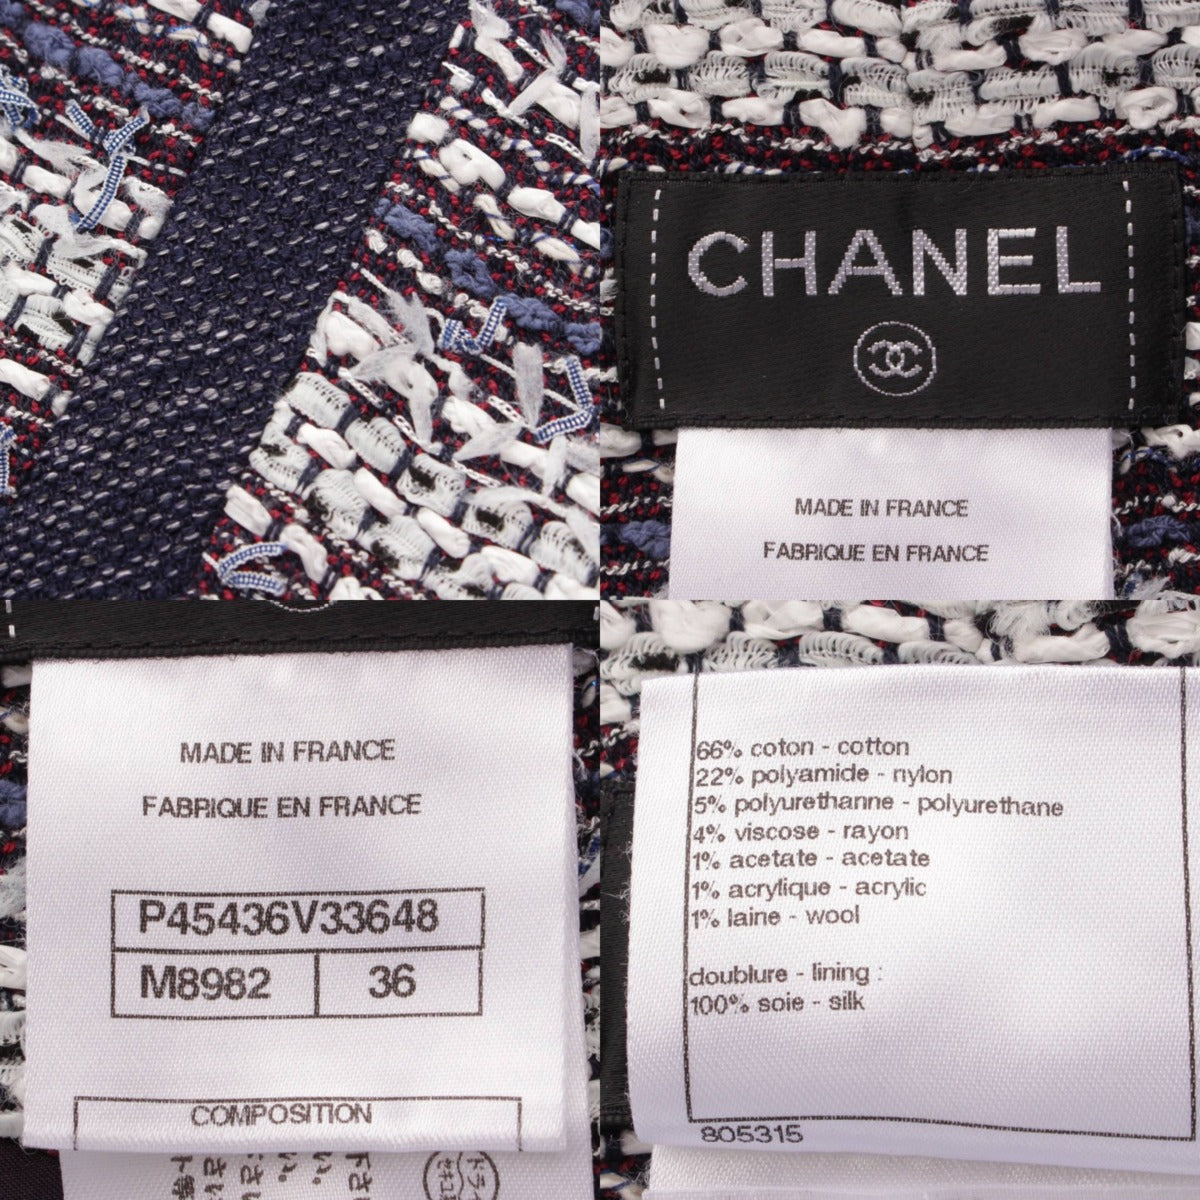 CHANEL
MADE IN FRANCE
FABRIQUE EN FRANCE
MADE IN FRANCE
FABRIQUE EN FRANCE
P45436V33648
M8982 36
COMPOSITION
66% coton - cotton
22% polyamide - nylon
5% polyurethanne - polyurethane
4% viscose - rayon
1% acetate - acetate
1% acrylique - acrylic
1% laine - wool
doublure - lining :
100% soie - silk
805315